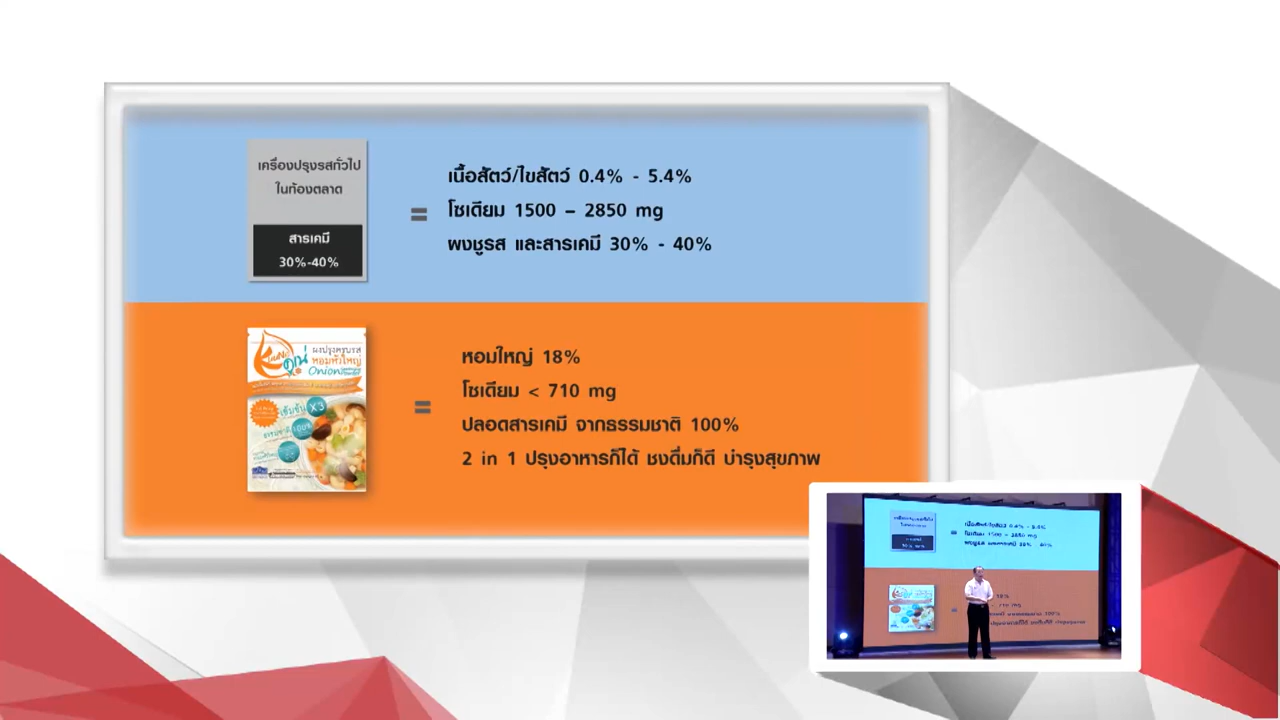 เครื่องปรุงรสทั่วไป
ในท้องตลาด
สารเคมี
30%-40%
=
เนื้อสัตว์/ไขสัตว์ 0.4% - 5.4%
โซเดียม 1500 – 2850 mg
ผงชูรส และสารเคมี 30% - 40%
คูณ
ผงปรุงครบรส
หอมหัวใหญ่
Onion
เข้มข้น X3
=
หอมใหญ่ 18%
โซเดียม < 710 mg
ปลอดสารเคมี จากธรรมชาติ 100%
2 in 1 ปรุงอาหารก็ได้ ชงดื่มก็ดี บำรุงสุขภาพ